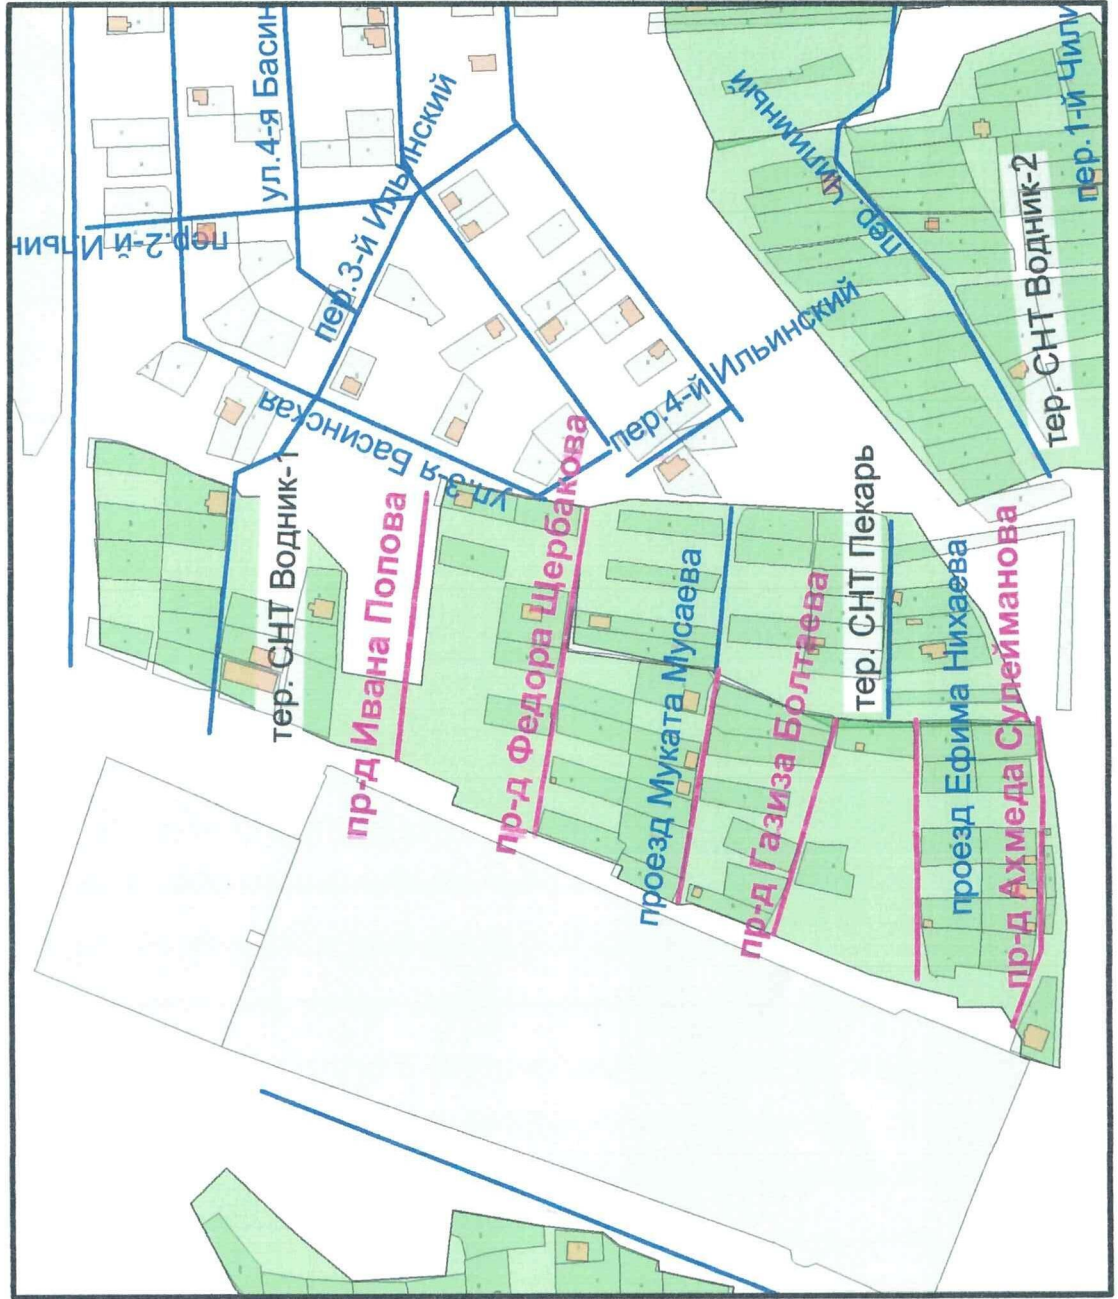 ул.4-я Басин
пер.2-й Ильин
пер.3-й Ильинский
ул.3-я Басинская
пер.4-й Ильинский
пер. Чилимный
пер. 1-й Чили
тер. СНТ Водник-2
тер. СНТ Водник-1
пр-д Ивана Попова
пр-д Федора Щербакова
проезд Муката Мусаева
пр-д Газиза Болтаева
тер. СНТ Пекарь
проезд Ефима Нихаева
пр-д Ахмеда Сулейманова